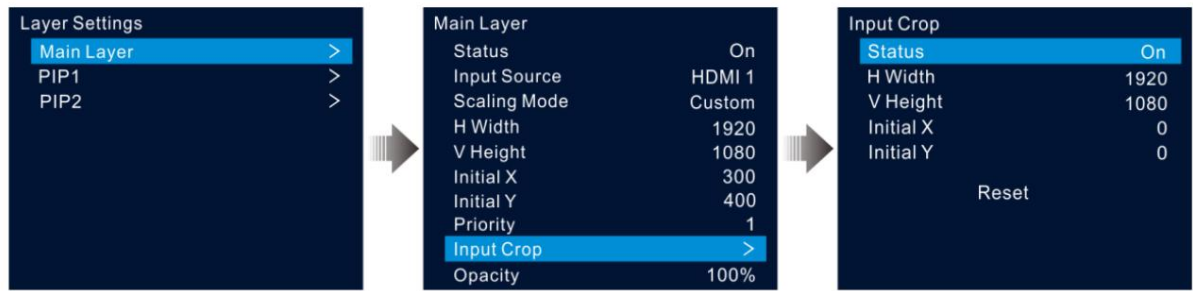 Layer Settings
Main Layer >
PIP1 >
PIP2 >
Main Layer
Status On
Input Source HDMI 1
Scaling Mode Custom
H Width 1920
V Height 1080
Initial X 300
Initial Y 400
Priority 1
Input Crop >
Opacity 100%
Input Crop
Status On
H Width 1920
V Height 1080
Initial X 0
Initial Y 0
Reset